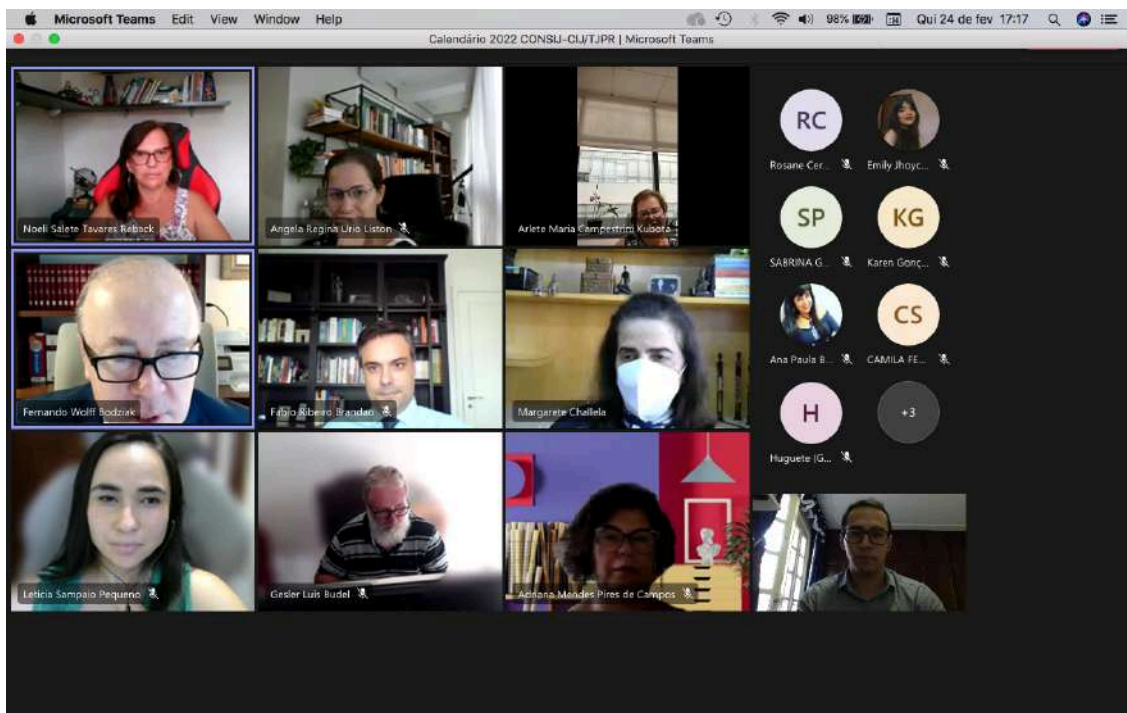 Microsoft Teams Edit View Window Help 98% Qui 24 de fev 17:17
Calendário 2022 CONSIJ-CIJ/TJPR | Microsoft Teams
Noeli Salete Tavares Reback
Angela Regina Urio Liston
Arlete Maria Campestrini Kubota
RC
Rosane Cer...
Emily Jhoyc...
SP
SABRINA G...
KG
Karen Gonç...
Fernando Wolff Bodziak
Fabio Ribeiro Brandao
Margarete Challela
Ana Paula B...
CS
CAMILA FE...
H
Huguete (G...
+3
Leticia Sampaio Pequeno
Gesler Luis Budel
Adriana Mendes Pires de Campos